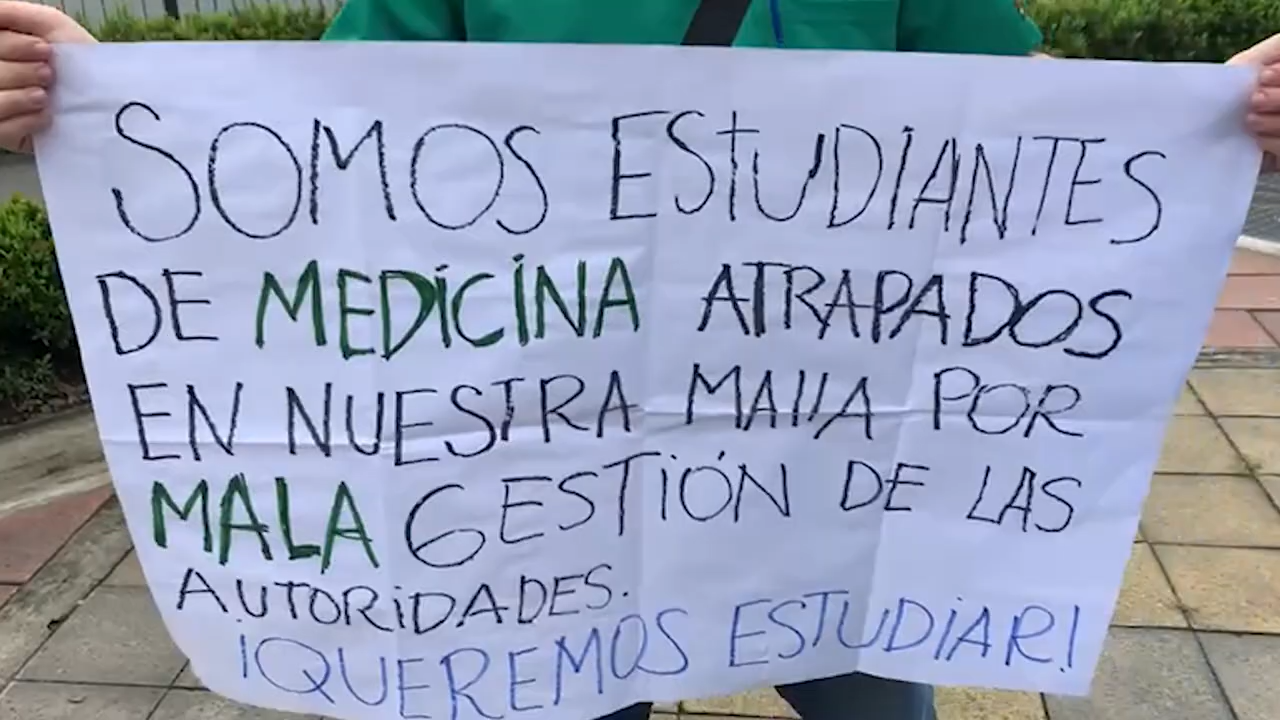 SOMOS ESTUDIANTES
DE MEDICINA ATRAPADOS
EN NUESTRA MALLA POR
MALA GESTIÓN DE LAS
AUTORIDADES.
¡QUEREMOS ESTUDIAR!